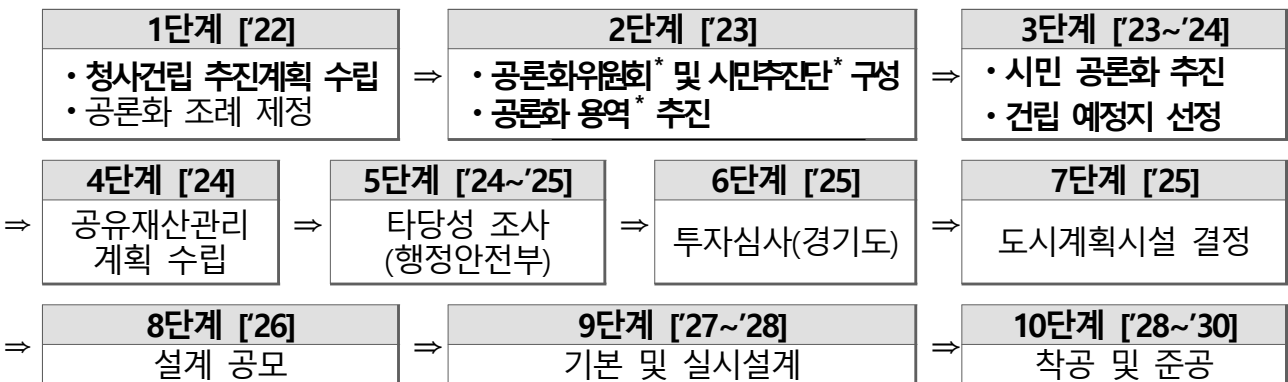 1단계 ['22] 2단계 ['23] 3단계 ['23~'24]
・청사건립 추진계획 수립 ⇒ ・공론화위원회* 및 시민추진단* 구성 ⇒ ・시민 공론화 추진
・공론화 조례 제정 ・공론화 용역* 추진 ・건립 예정지 선정
4단계 ['24] 5단계 ['24~'25] 6단계 ['25] 7단계 ['25]
⇒ 공유재산관리 ⇒ 타당성 조사 ⇒ 투자심사(경기도) ⇒ 도시계획시설 결정
계획 수립 (행정안전부)
8단계 ['26] 9단계 ['27~'28] 10단계 ['28~'30]
⇒ 설계 공모 ⇒ 기본 및 실시설계 ⇒ 착공 및 준공